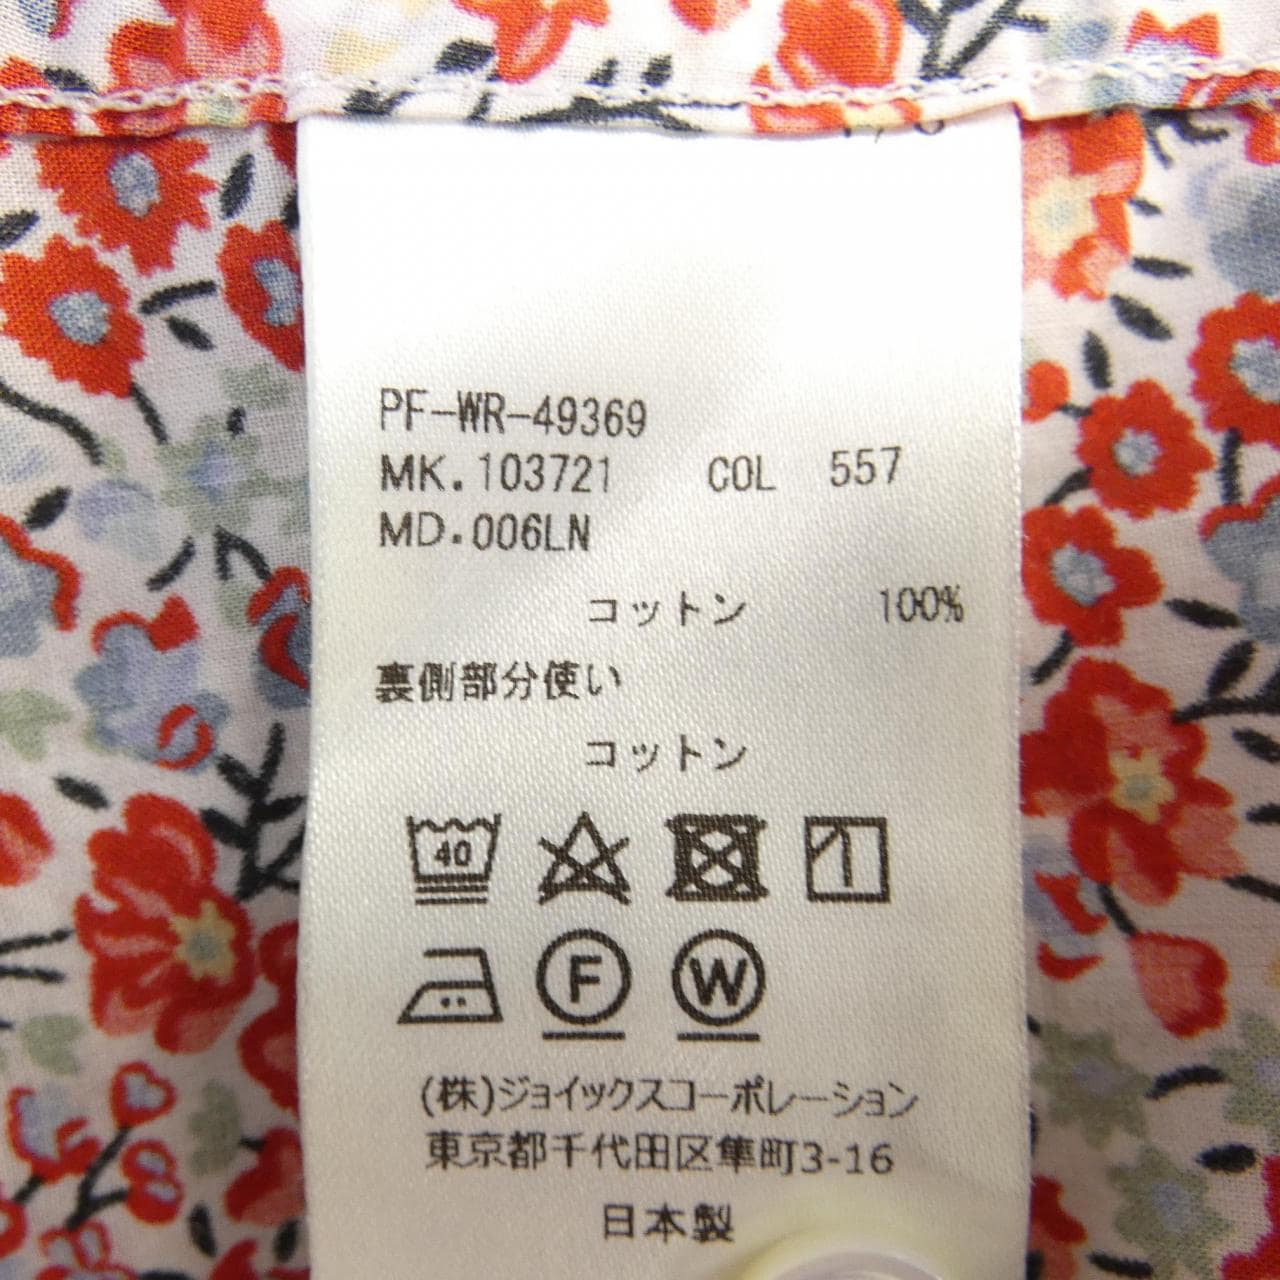 PF-WR-49369
MK.103721 COL 557
MD.006LN
コットン 100%
裏側部分使い
コットン
40
F W
(株)ジョイックスコーポレーション
東京都千代田区隼町3-16
日本製